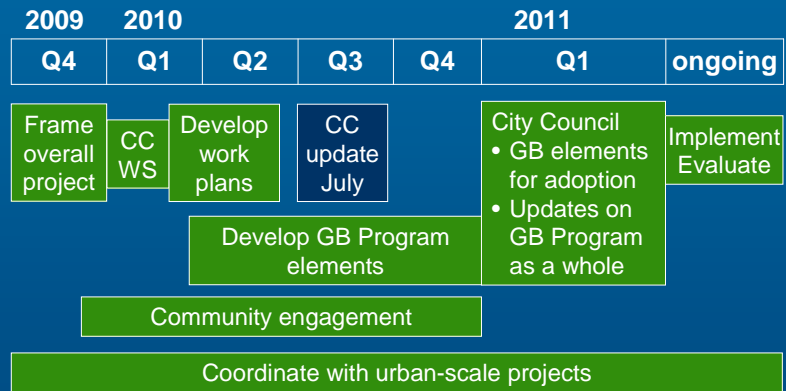 2009 2010 2011
Q4 Q1 Q2 Q3 Q4 Q1 ongoing
Frame
overall
project
CC
WS
Develop
work
plans
CC
update
July
City Council
• GB elements
for adoption
• Updates on
GB Program
as a whole
Implement
Evaluate
Develop GB Program
elements
Community engagement
Coordinate with urban-scale projects